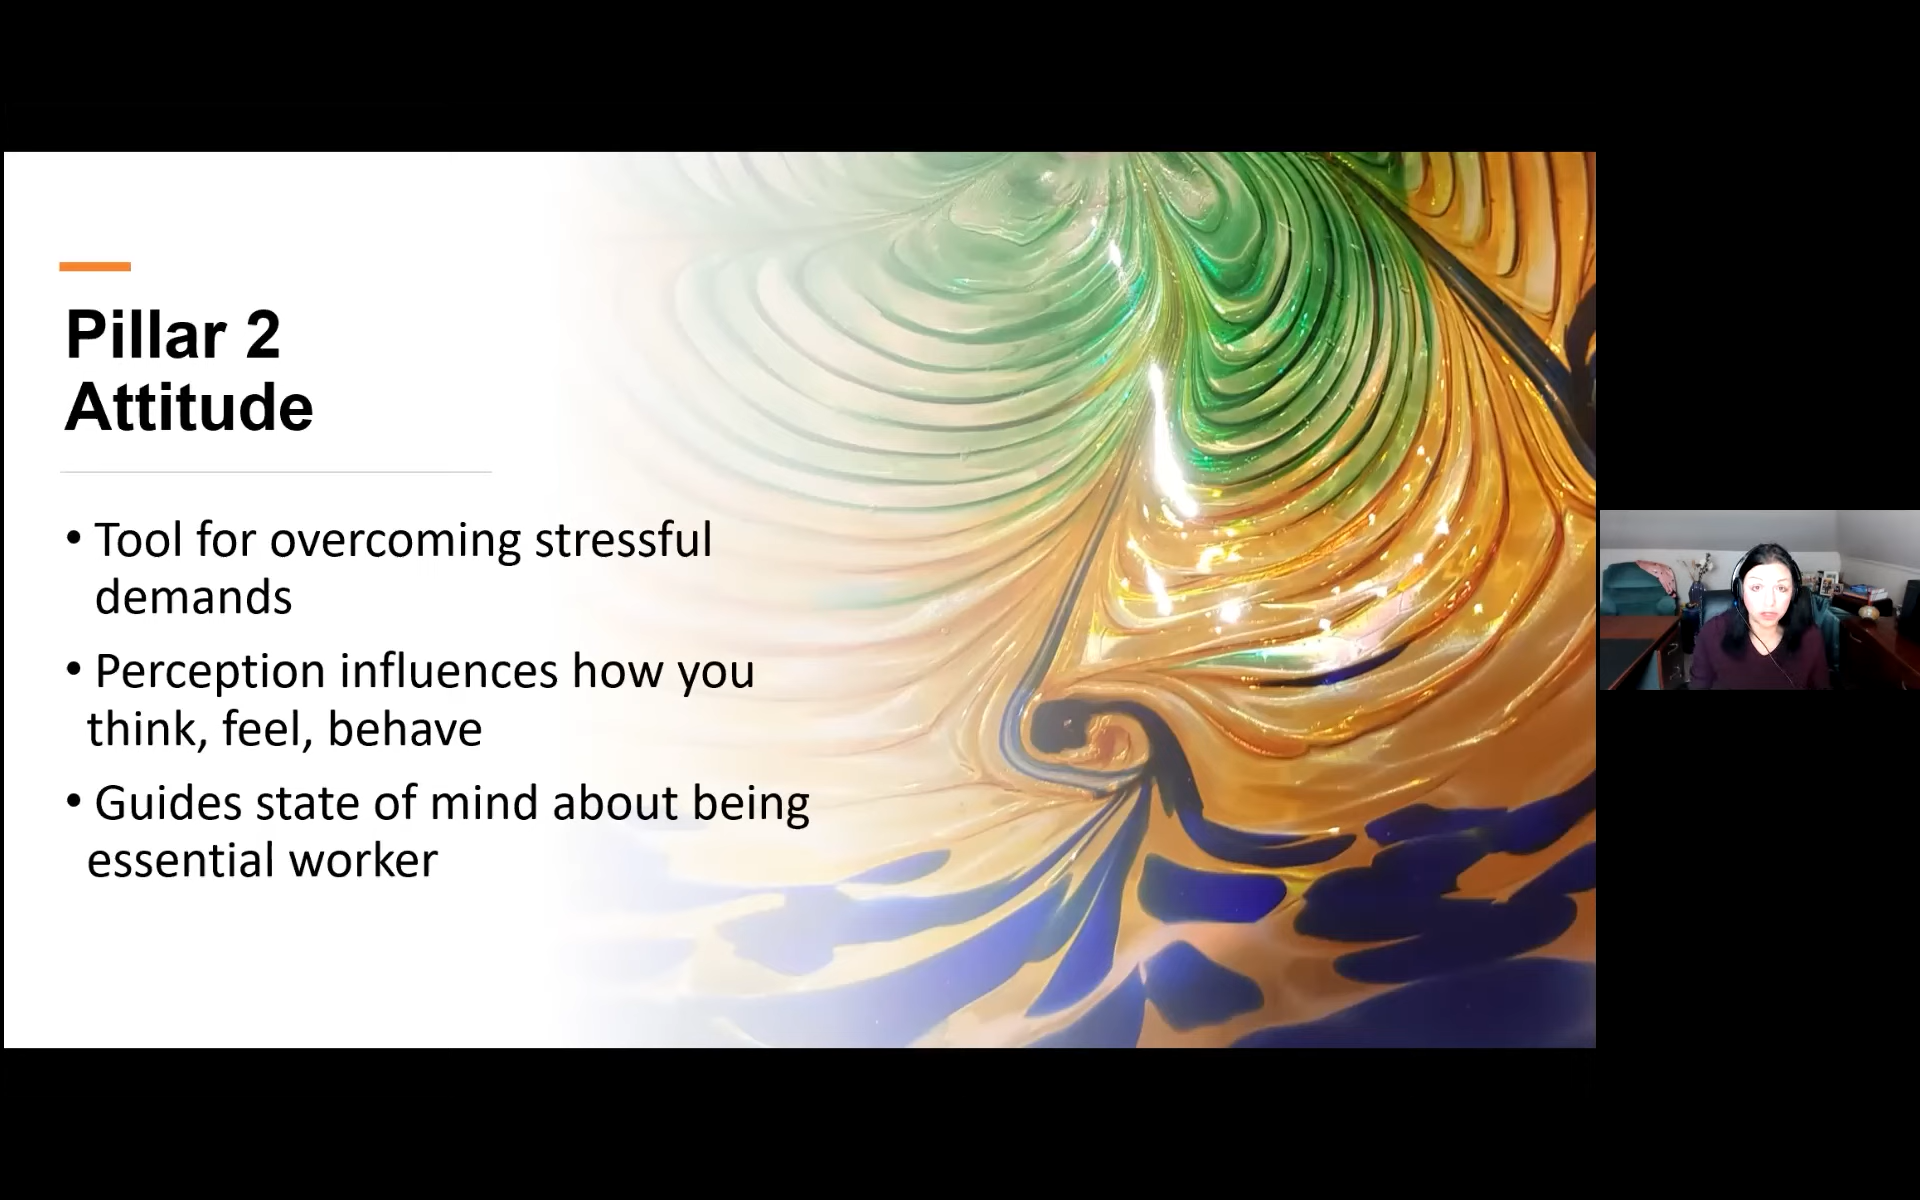 Pillar 2
Attitude
• Tool for overcoming stressful
demands
• Perception influences how you
think, feel, behave
• Guides state of mind about being
essential worker